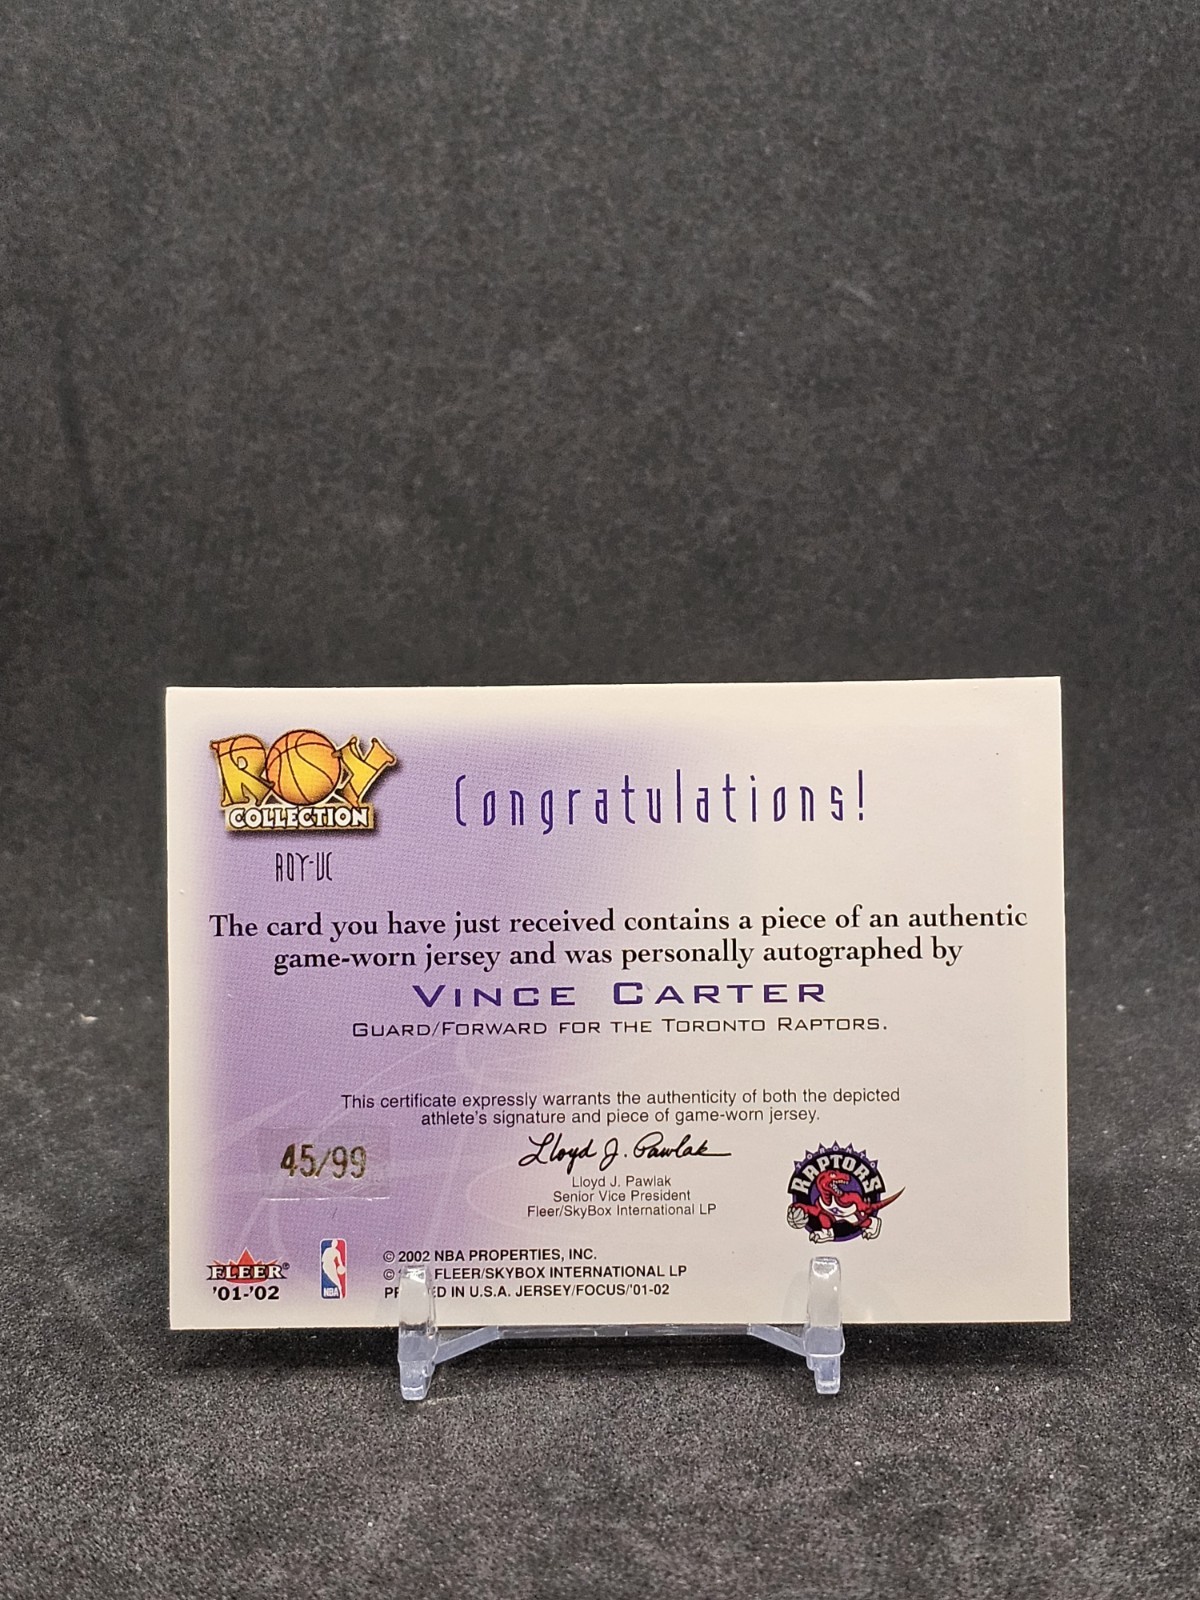 ROY
COLLECTION
ROY-VC
Congratulations!
The card you have just received contains a piece of an authentic
game-worn jersey and was personally autographed by
VINCE CARTER
GUARD/FORWARD FOR THE TORONTO RAPTORS.
This certificate expressly warrants the authenticity of both the depicted
athlete's signature and piece of game-worn jersey.
45/99
Lloyd J. Pawlak
Lloyd J. Pawlak
Senior Vice President
Fleer/SkyBox International LP
RAPTORS
FLEER®
'01-'02
NBA
© 2002 NBA PROPERTIES, INC.
© FLEER/SKYBOX INTERNATIONAL LP
IN U.S.A. JERSEY/FOCUS/'01-02